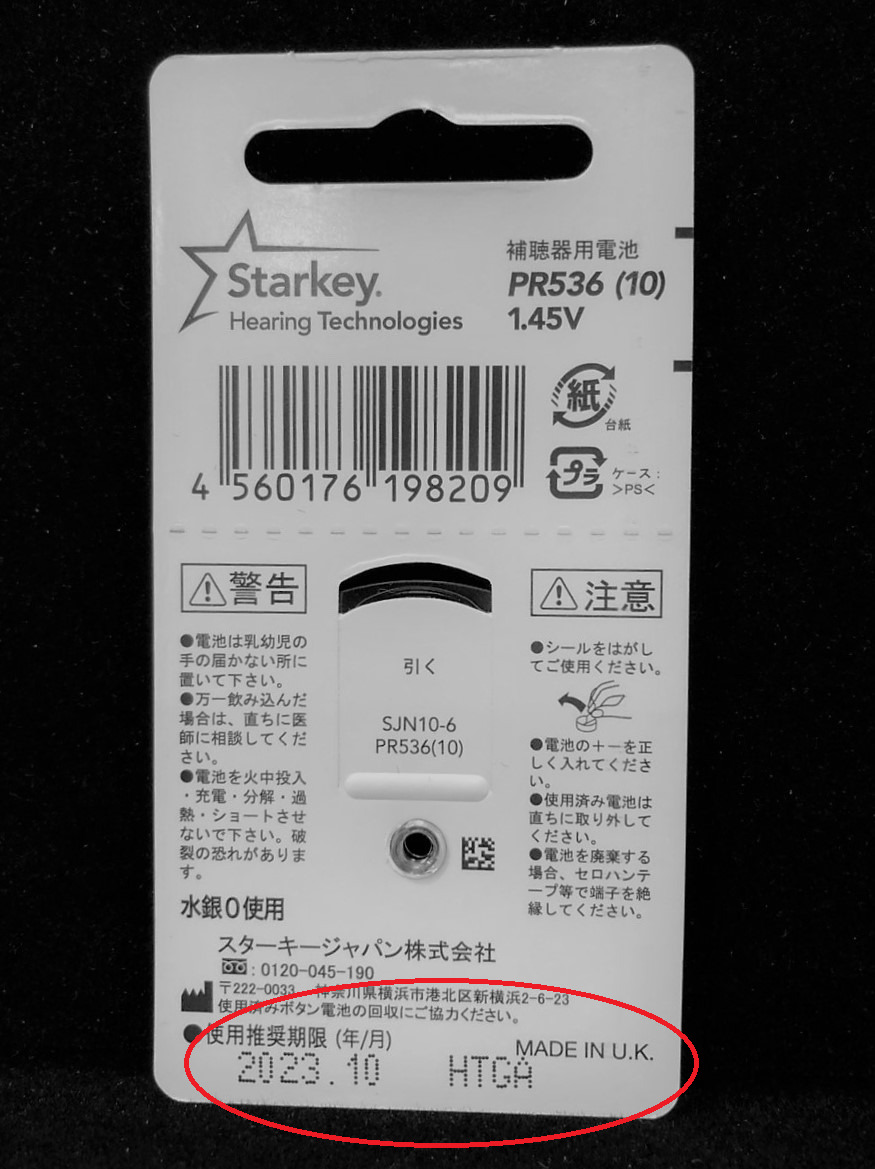 Starkey.
Hearing Technologies
補聴器用電池
PR536 (10)
1.45V
4 560176 198209
紙
台紙
プラ
ケース:
>PS<
警告
●電池は乳幼児の
手の届かない所に
置いて下さい。
●万一飲み込んだ
場合は、直ちに医
師に相談してくだ
さい。
●電池を火中投入
・充電・分解・過
熱・ショートさせ
ないで下さい。破
裂の恐れがありま
す。
水銀0使用
引く
SJN10-6
PR536(10)
注意
●シールをはがし
てご使用ください。
●電池の+-を正
しく入れてくださ
い。
●使用済み電池は
直ちに取り外して
ください。
●電池を廃棄する
場合、セロハンテ
ープ等で端子を絶
縁してください。
スターキージャパン株式会社
: 0120-045-190
〒222-0033 神奈川県横浜市港北区新横浜2-6-23
使用済みボタン電池の回収にご協力ください。
●使用推奨期限 (年/月)
MADE IN U.K.
2023.10 HTGA